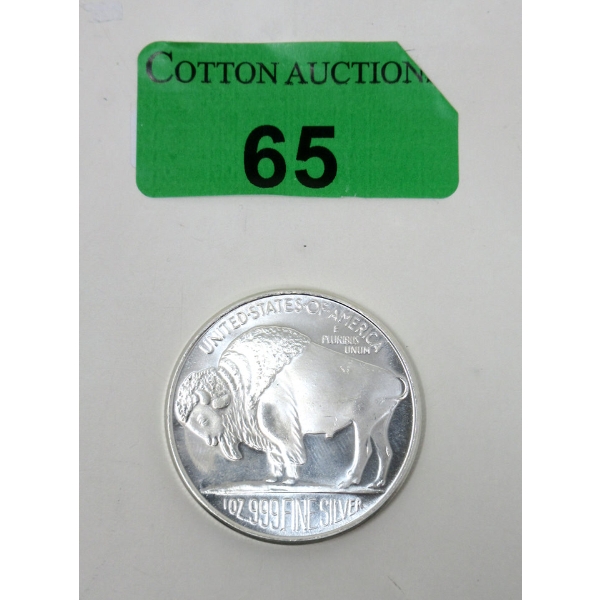 COTTON AUCTION
65
UNITED·STATES·OF·AMERICA
E
PLURIBUS
UNUM
1 OZ .999 FINE SILVER